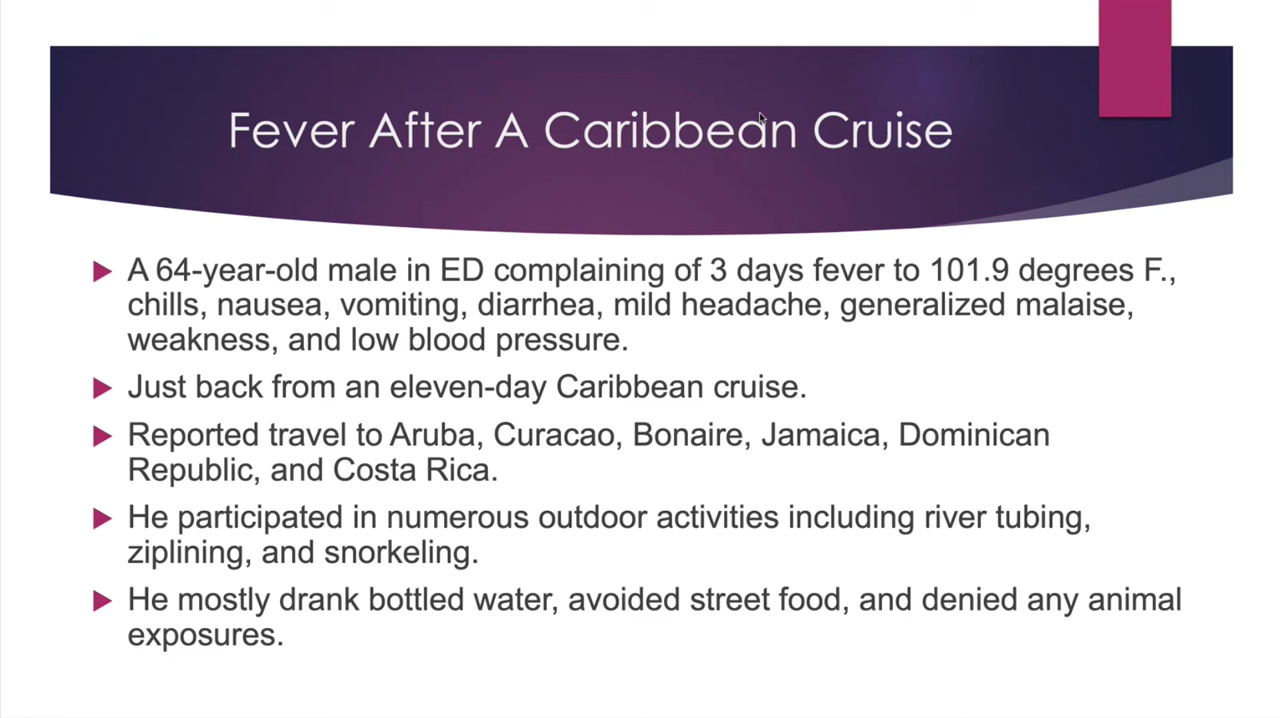 Fever After A Caribbean Cruise
A 64-year-old male in ED complaining of 3 days fever to 101.9 degrees F.,
chills, nausea, vomiting, diarrhea, mild headache, generalized malaise,
weakness, and low blood pressure.
Just back from an eleven-day Caribbean cruise.
Reported travel to Aruba, Curacao, Bonaire, Jamaica, Dominican
Republic, and Costa Rica.
He participated in numerous outdoor activities including river tubing,
ziplining, and snorkeling.
He mostly drank bottled water, avoided street food, and denied any animal
exposures.